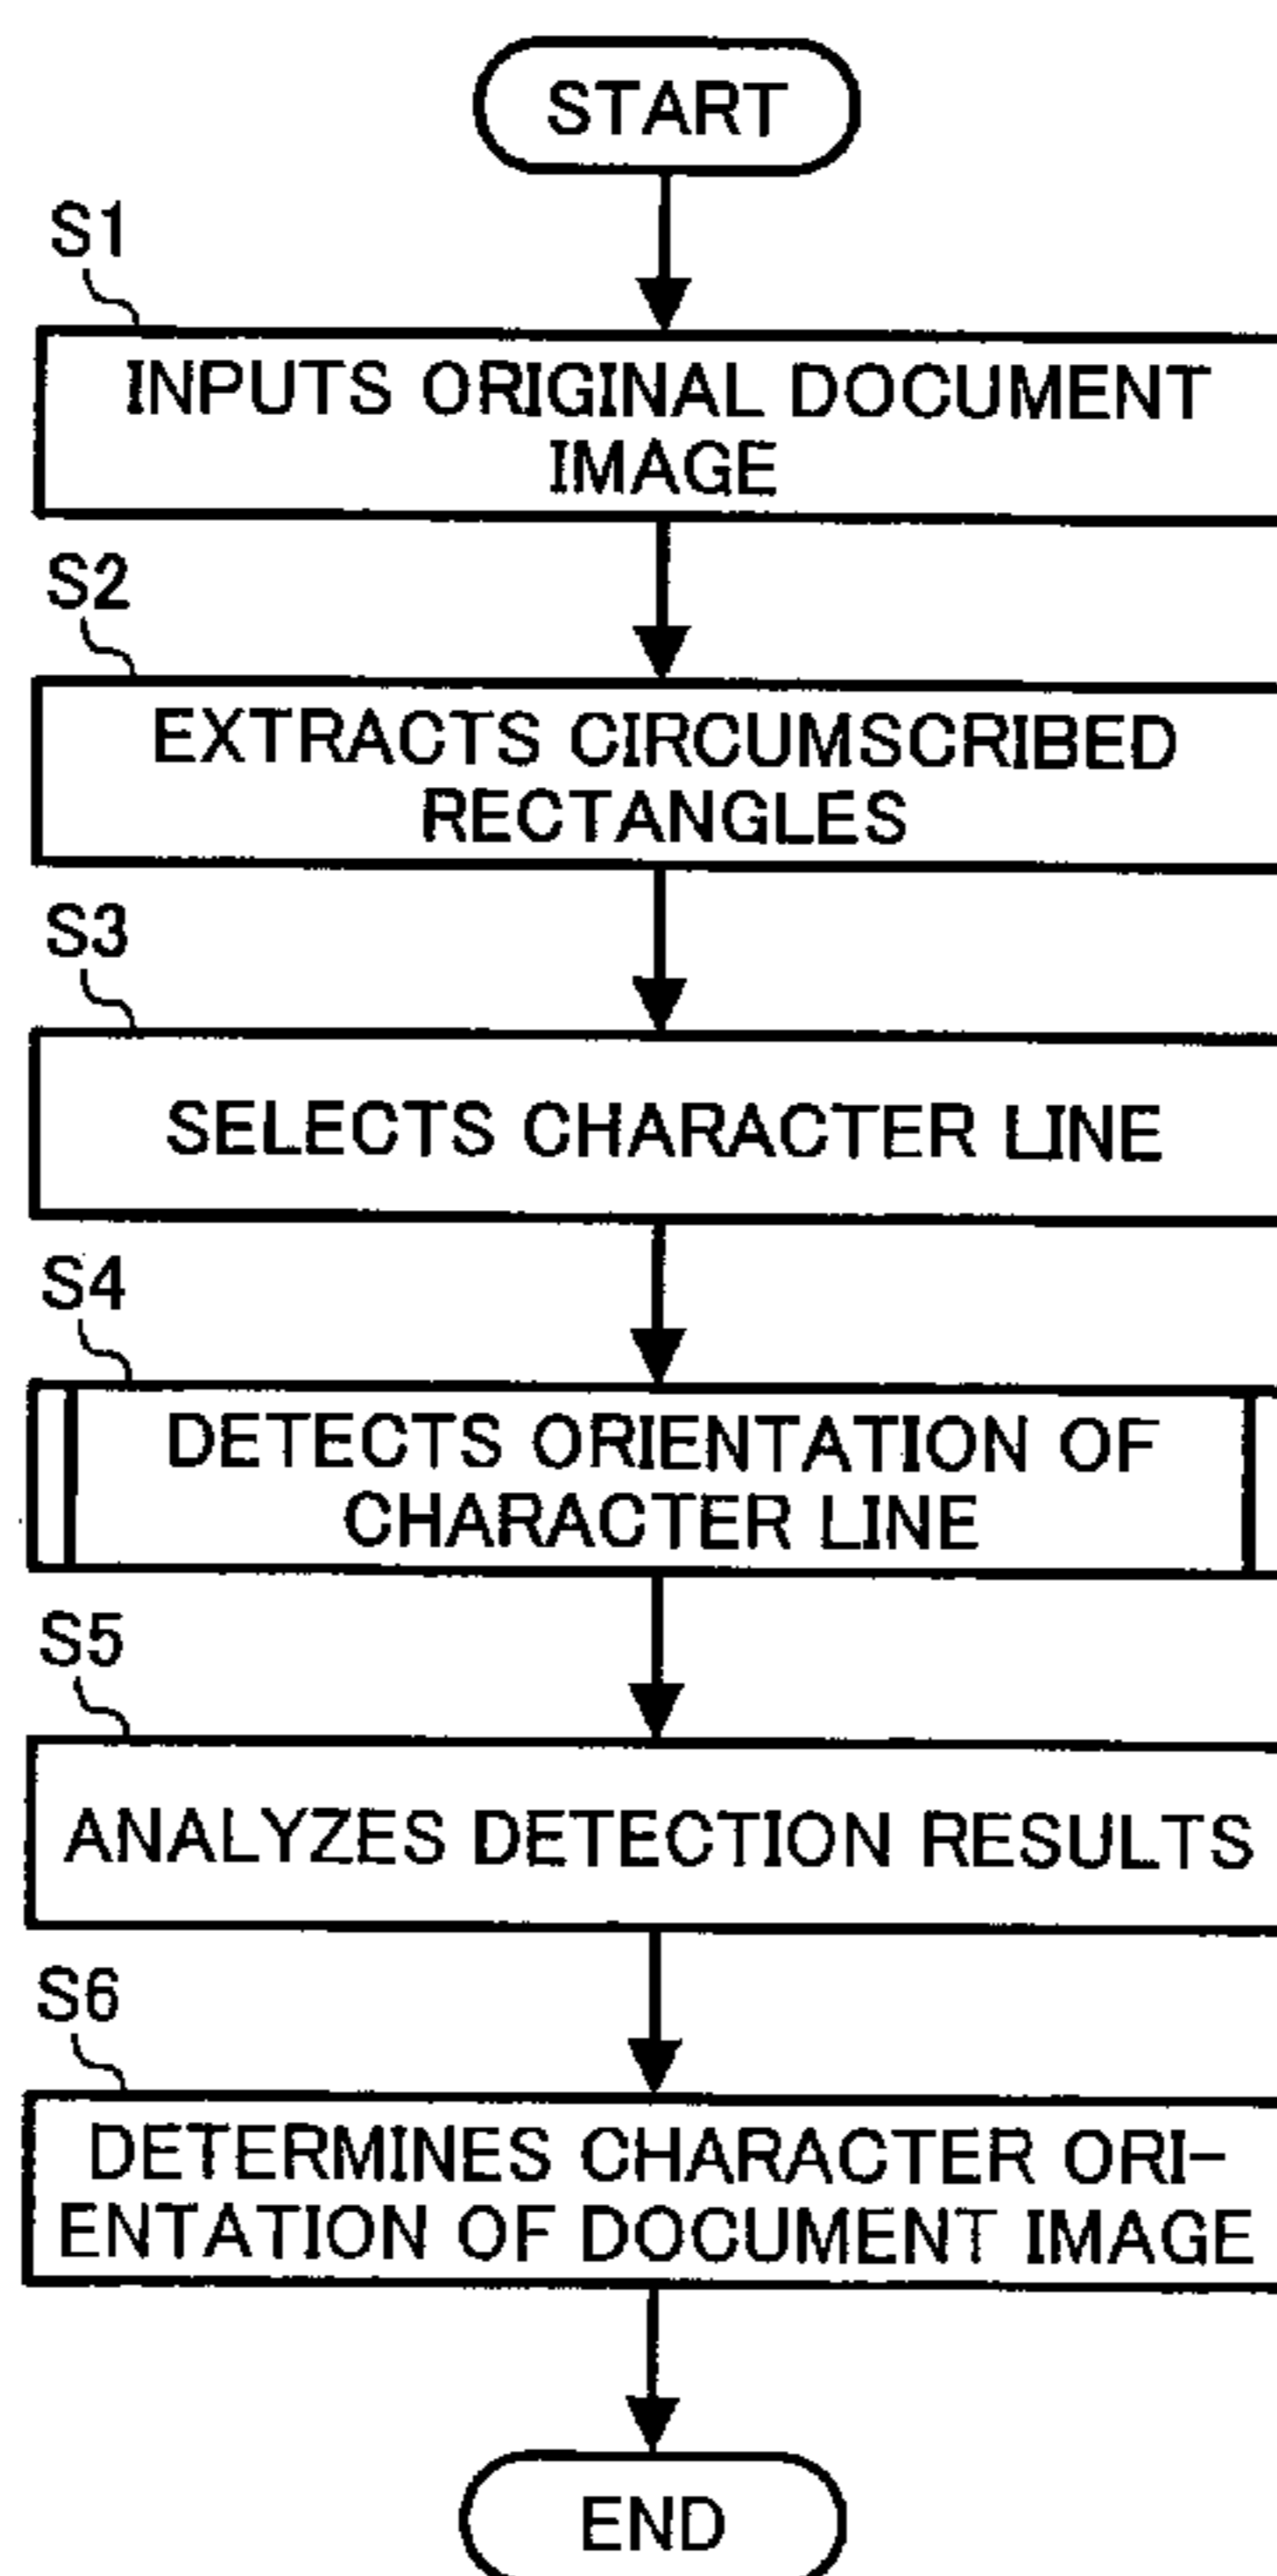 START
S1
INPUTS ORIGINAL DOCUMENT
IMAGE
S2
EXTRACTS CIRCUMSCRIBED
RECTANGLES
S3
SELECTS CHARACTER LINE
S4
DETECTS ORIENTATION OF
CHARACTER LINE
S5
ANALYZES DETECTION RESULTS
S6
DETERMINES CHARACTER ORI-
ENTATION OF DOCUMENT IMAGE
END